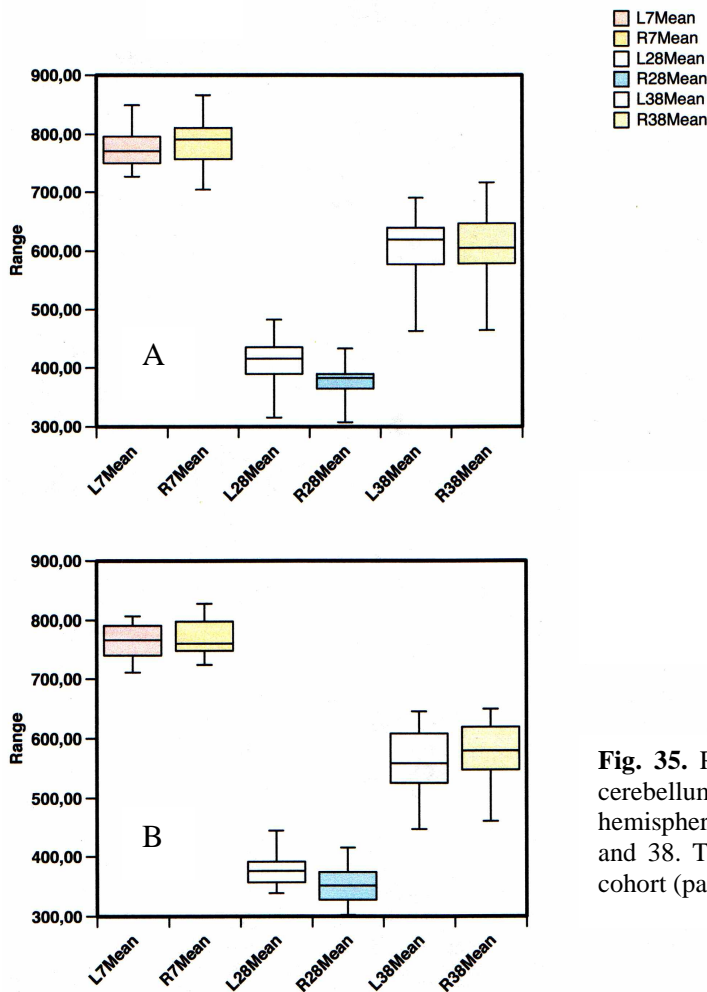 L7Mean
R7Mean
L28Mean
R28Mean
L38Mean
R38Mean
900,00
800,00
700,00
600,00
500,00
400,00
300,00
Range
A
L7Mean
R7Mean
L28Mean
R28Mean
L38Mean
R38Mean
900,00
800,00
700,00
600,00
500,00
400,00
300,00
Range
B
L7Mean
R7Mean
L28Mean
R28Mean
L38Mean
R38Mean
Fig. 35.
cerebellum
hemispher
and 38. T
cohort (pa